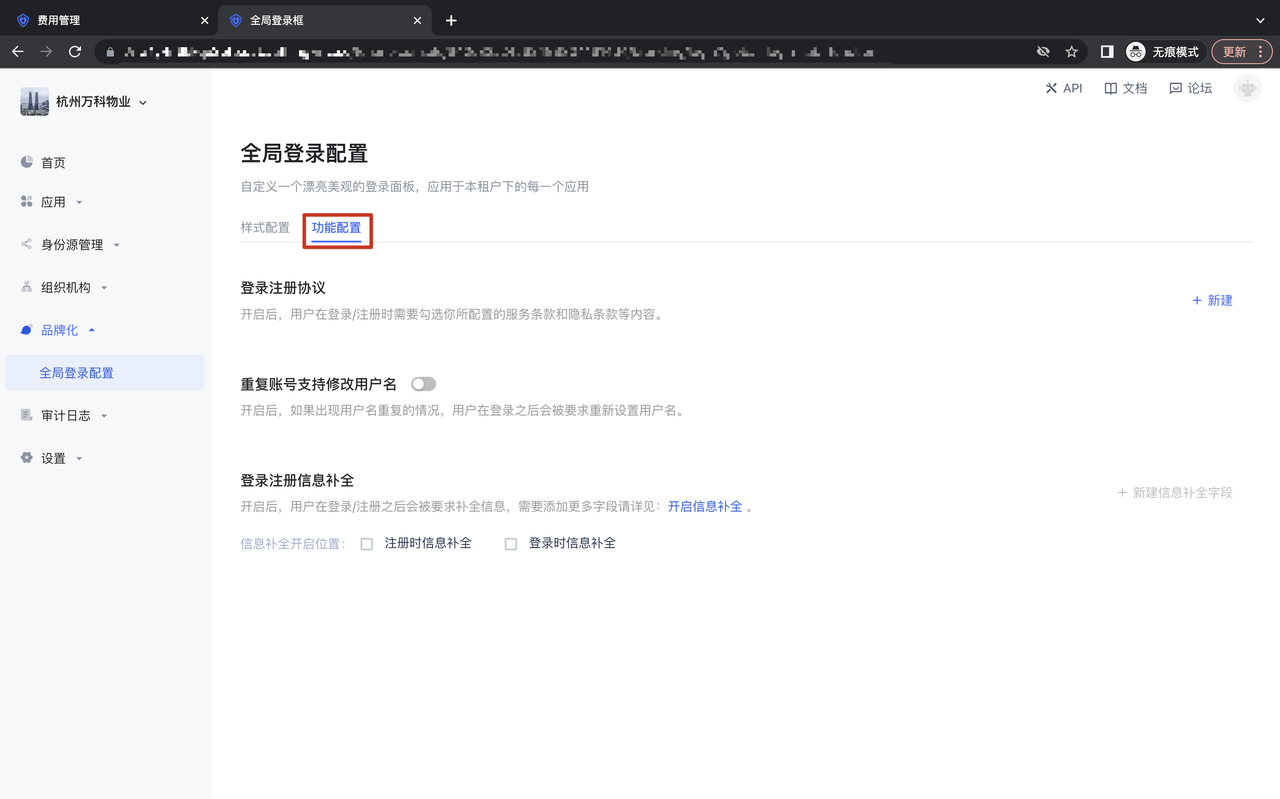 费用管理
全局登录框
无痕模式
更新
杭州万科物业
API
文档
论坛
首页
应用
身份源管理
组织机构
品牌化
全局登录配置
审计日志
设置
全局登录配置
自定义一个漂亮美观的登录面板，应用于本租户下的每一个应用
样式配置
功能配置
登录注册协议
+ 新建
开启后，用户在登录/注册时需要勾选你所配置的服务条款和隐私条款等内容。
重复账号支持修改用户名
开启后，如果出现用户名重复的情况，用户在登录之后会被要求重新设置用户名。
登录注册信息补全
+ 新建信息补全字段
开启后，用户在登录/注册之后会被要求补全信息，需要添加更多字段请详见：开启信息补全 。
信息补全开启位置： 注册时信息补全 登录时信息补全